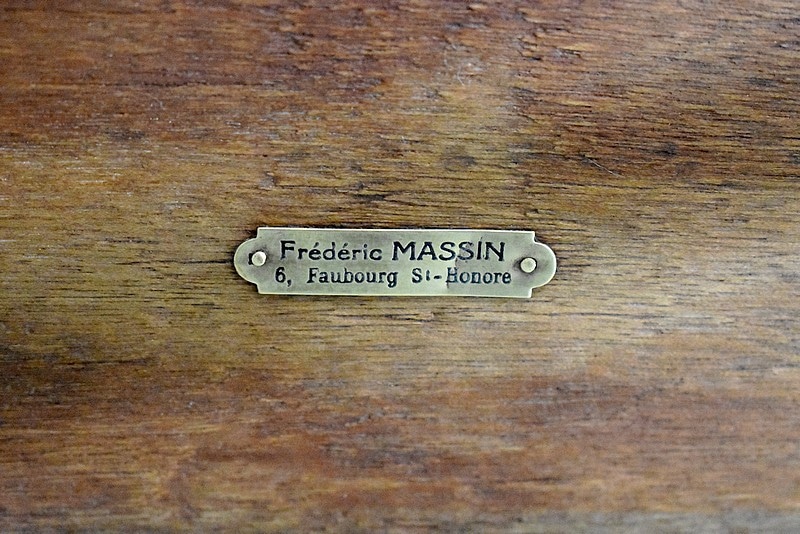 Frédéric MASSIN
6, Faubourg St-Honore